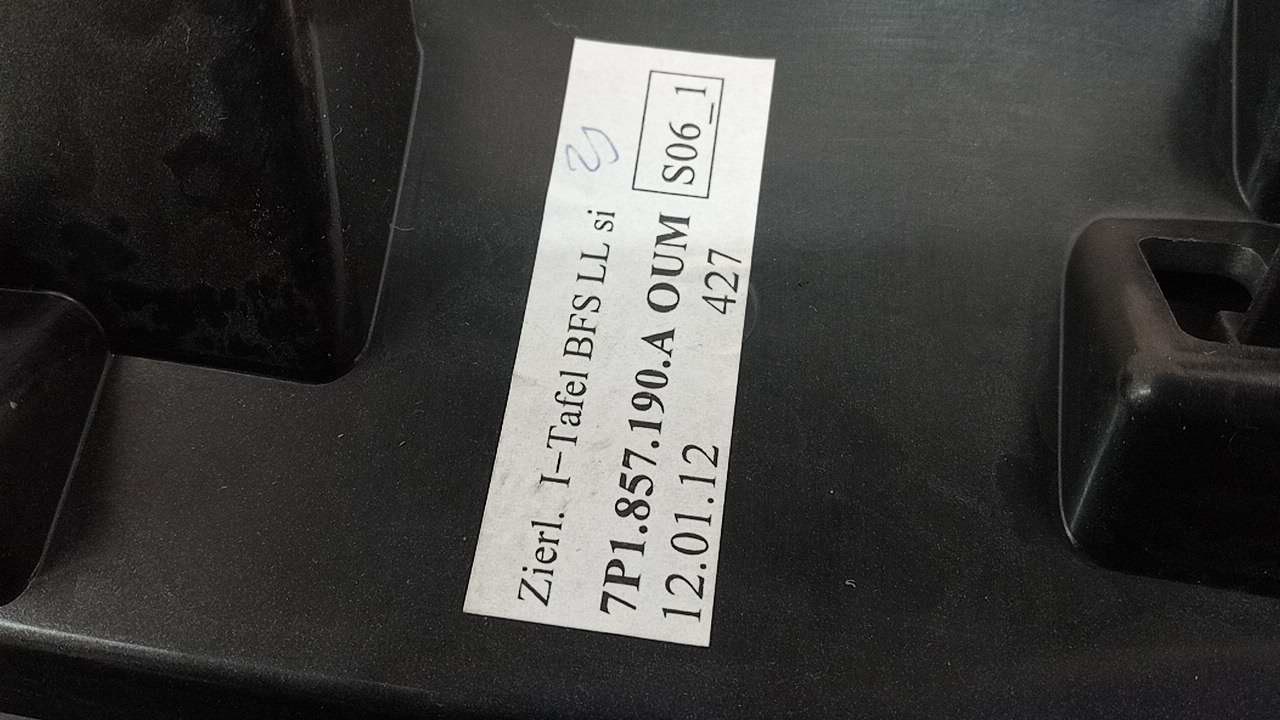 Zierl. I-Tafel BFS LL si
7P1.857.190.A OUM S06_1
12.01.12 427